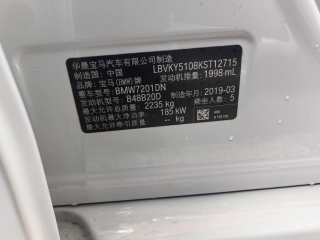 华晨宝马汽车有限公司制造
制造国：中国 LBVKY5108KST12715
品牌：宝马(BMW) 发动机排量：1998 mL
整车型号：BMW7201DN
发动机型号：B48B20D 制造年月：2019-03
最大允许总质量：2235 kg 乘坐人数：5
发动机最大净功率：185 kW